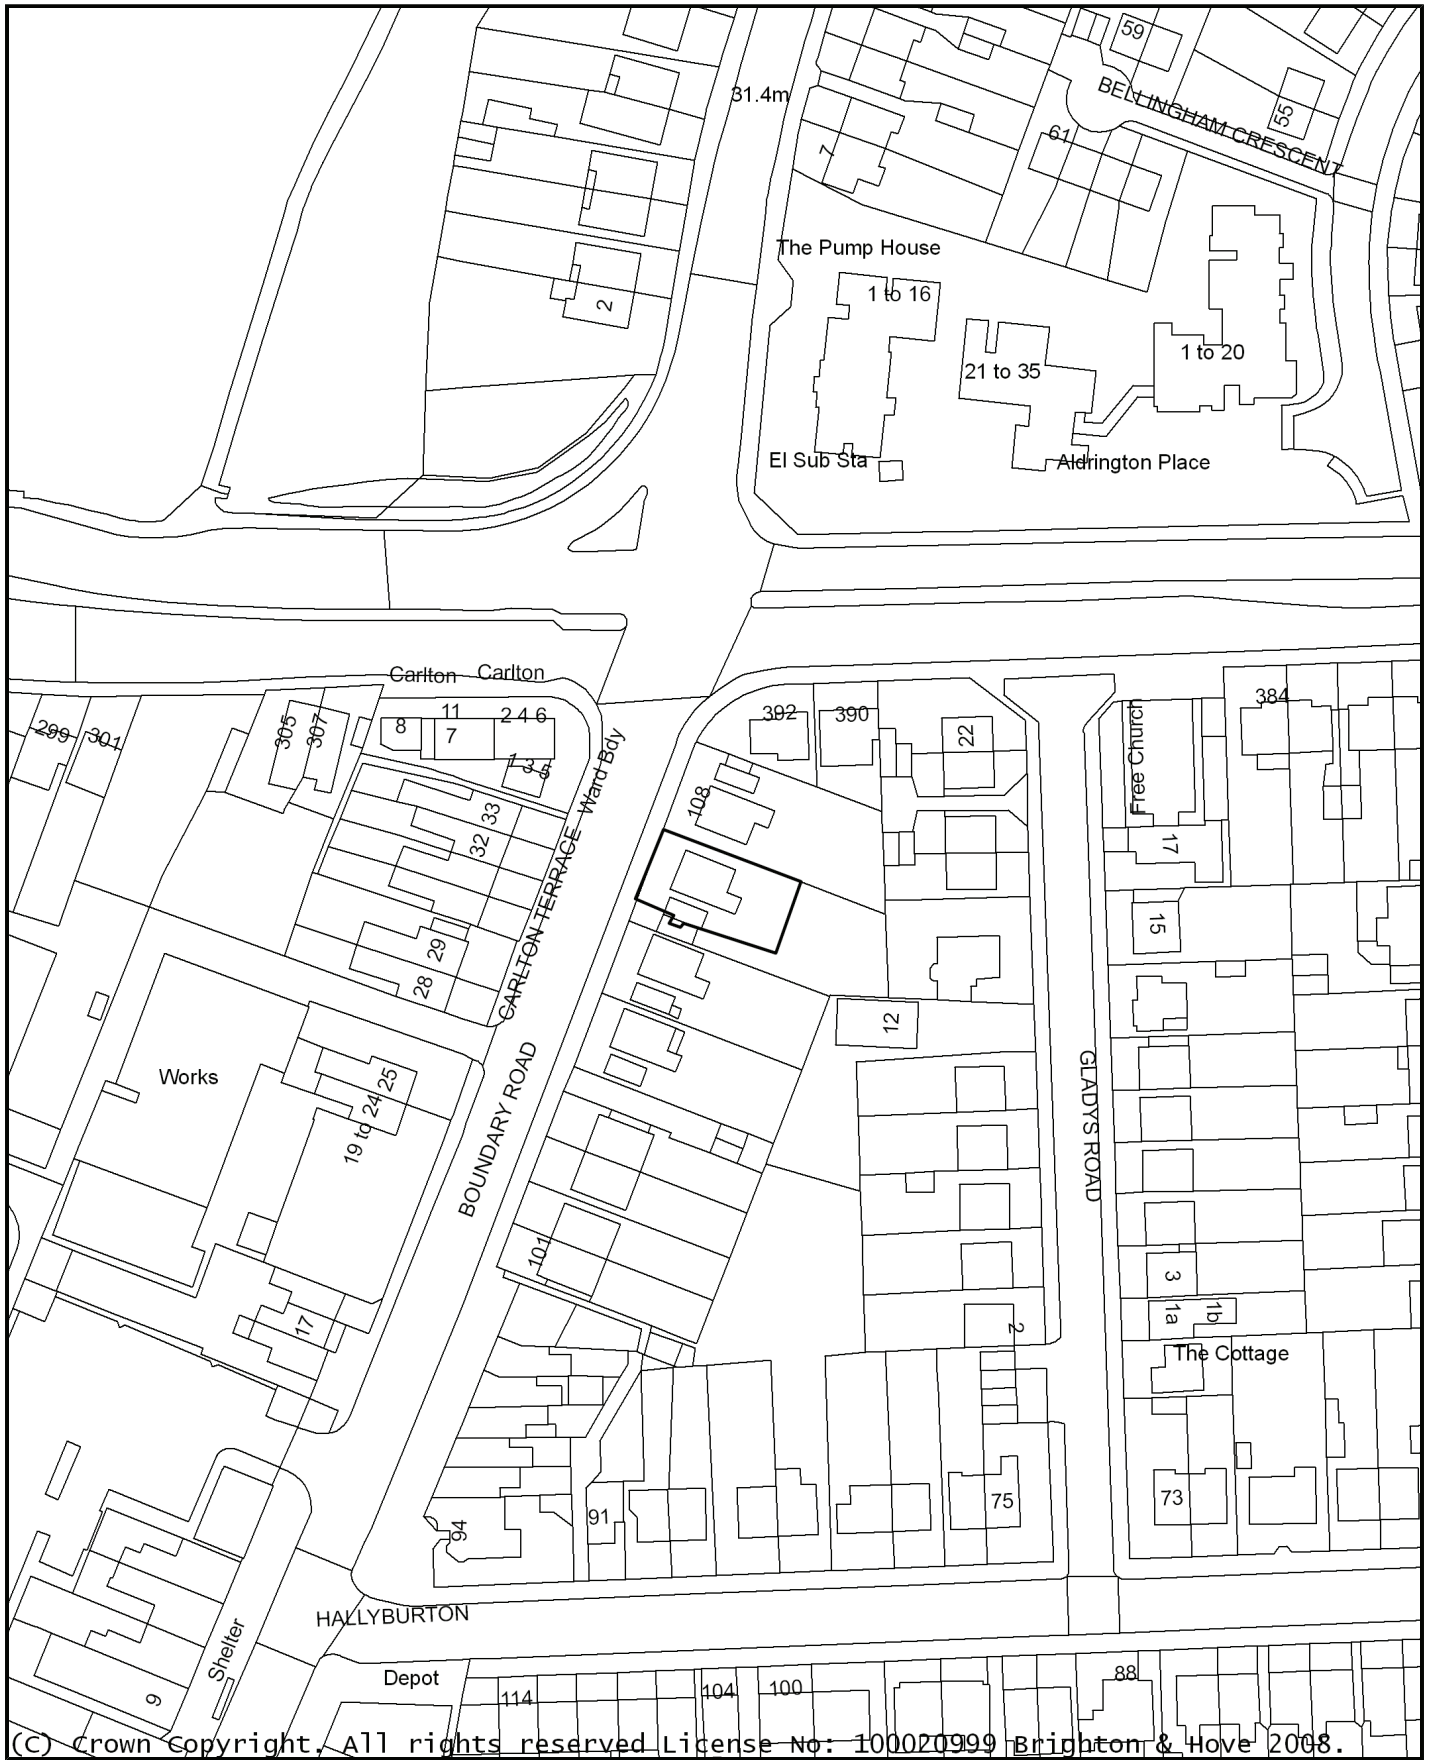 59
BELLINGHAM CRESCENT
55
31.4m
61
7
The Pump House
1 to 16
2
21 to 35
1 to 20
El Sub Sta
Aldrington Place
Carlton
Carlton
299
301
305
307
8
11
7
2 4 6
1 3 5
392
390
22
384
Free Church
Ward Bdy
108
33
32
17
CARLTON TERRACE
29
28
15
12
Works
25
19 to 24
BOUNDARY ROAD
GLADYS ROAD
101
3
1a
1b
17
2
The Cottage
94
91
75
73
HALLYBURTON
Shelter
Depot
9
114
104
100
88
(C) Crown Copyright. All rights reserved License No: 100020999 Brighton & Hove 2008.